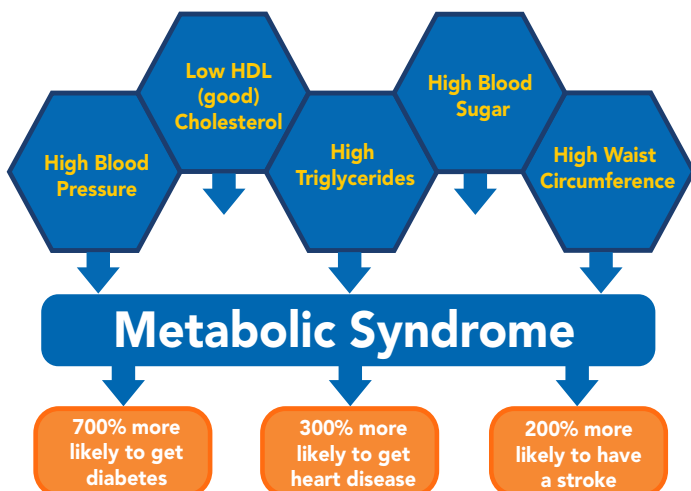 Low HDL
(good)
Cholesterol
High Blood
Sugar
High Blood
Pressure
High
Triglycerides
High Waist
Circumference
Metabolic Syndrome
700% more
likely to get
diabetes
300% more
likely to get
heart disease
200% more
likely to have
a stroke